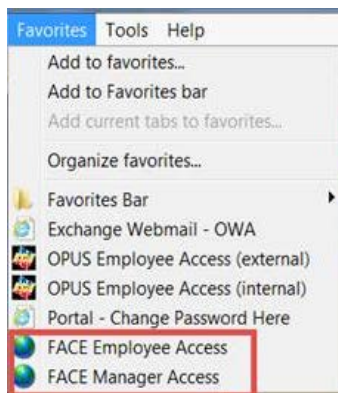 Favorites Tools Help
Add to favorites...
Add to Favorites bar
Add current tabs to favorites...
Organize favorites...
Favorites Bar
Exchange Webmail - OWA
OPUS Employee Access (external)
OPUS Employee Access (internal)
Portal - Change Password Here
FACE Employee Access
FACE Manager Access